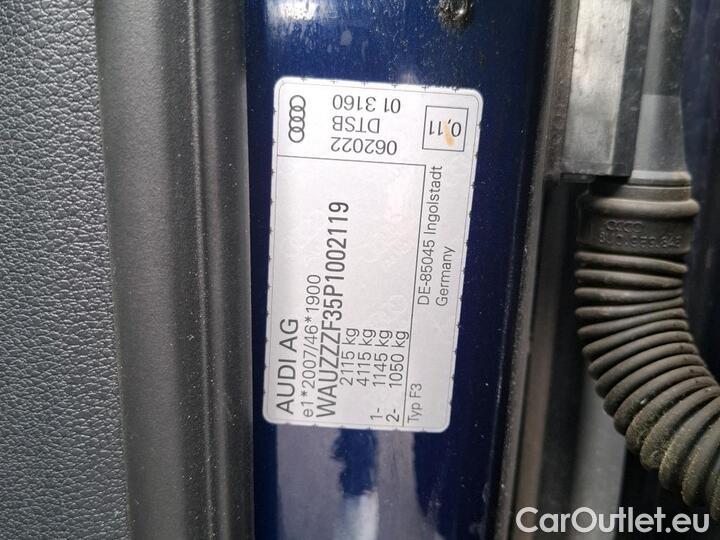 AUDI AG
e1*2007/46*1900
WAUZZZF35P1002119
2115 kg
4115 kg
1- 1145 kg
2- 1050 kg
Typ F3
DE-85045 Ingolstadt
Germany
062022
DTSB
01 3160
0,11
CarOutlet.eu